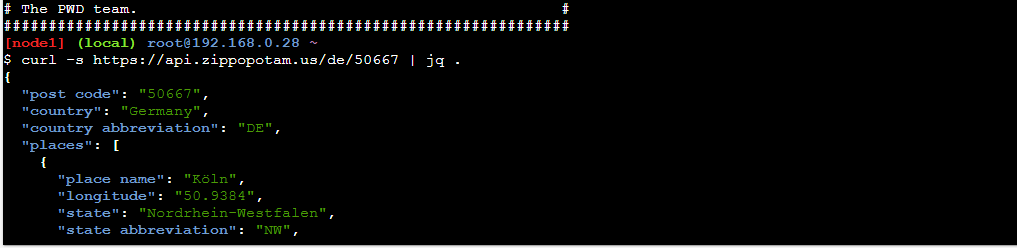 # The PWD team. #
###############################################################
[node1] (local) root@192.168.0.28 ~
$ curl -s https://api.zippopotam.us/de/50667 | jq .
{
"post code": "50667",
"country": "Germany",
"country abbreviation": "DE",
"places": [
{
"place name": "Köln",
"longitude": "50.9384",
"state": "Nordrhein-Westfalen",
"state abbreviation": "NW",